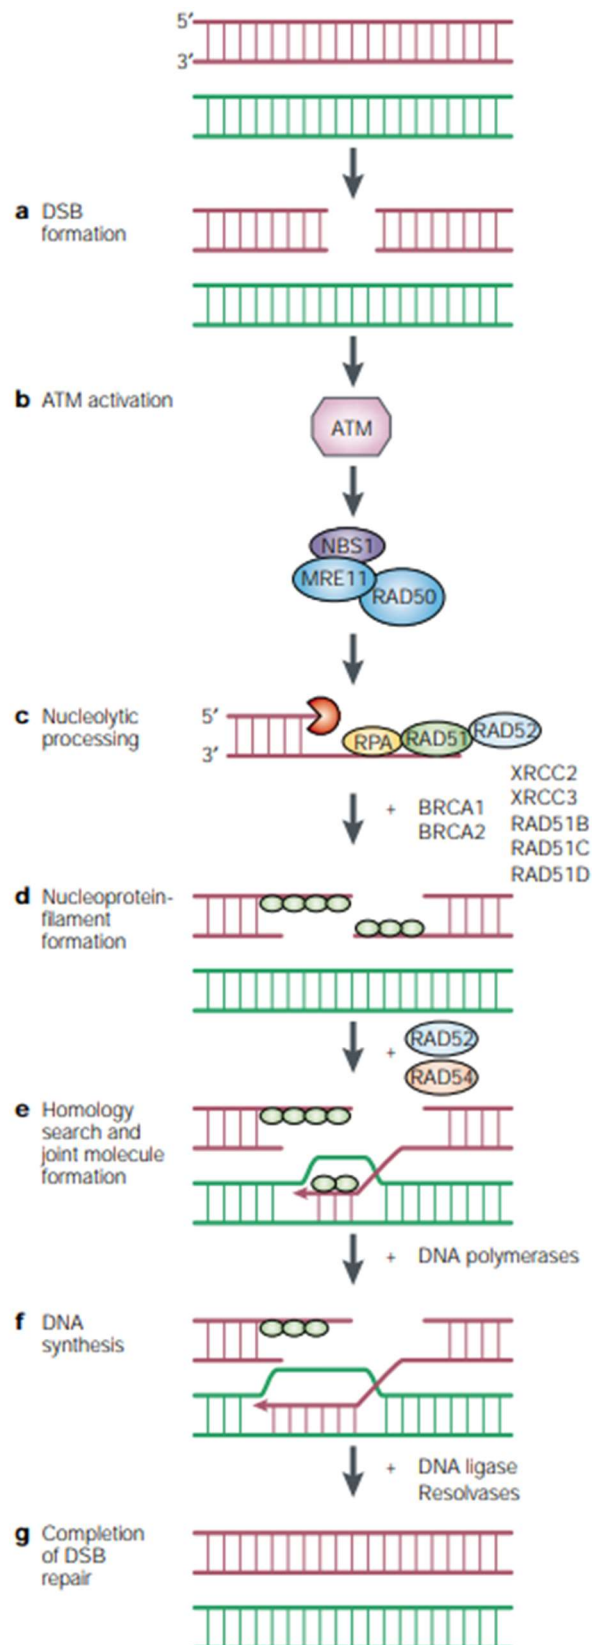 5′
3′
a DSB
formation
b ATM activation
ATM
NBS1
MRE11
RAD50
c Nucleolytic
processing
5′
3′
RPA
RAD51
RAD52
+ BRCA1
BRCA2
XRCC2
XRCC3
RAD51B
RAD51C
RAD51D
d Nucleoprotein-
filament
formation
+
RAD52
RAD54
e Homology
search and
joint molecule
formation
+ DNA polymerases
f DNA
synthesis
+ DNA ligase
Resolvases
g Completion
of DSB
repair